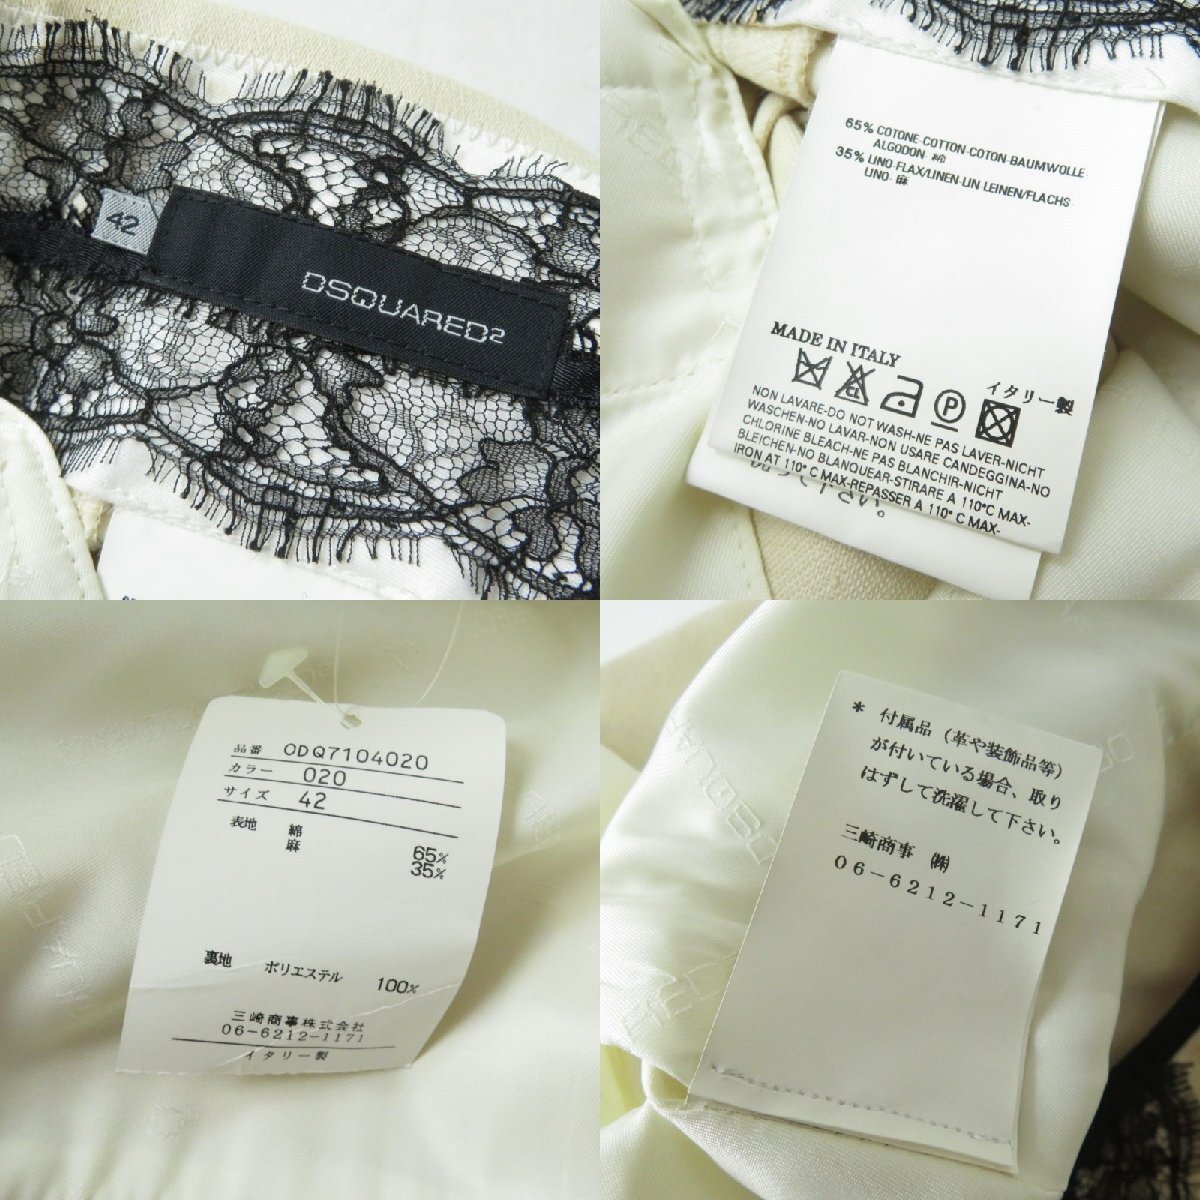 42
DSQUARED2
65% COTONE-COTTON-COTON-BAUMWOLLE
ALGODON-綿
35% LINO-FLAX/LINEN-LIN-LEINEN/FLACHS
LINO-麻
MADE IN ITALY
イタリー製
NON LAVARE-DO NOT WASH-NE PAS LAVER-NICHT
WASCHEN-NO LAVAR-NON USARE CANDEGGINA-NO
CHLORINE BLEACH-NE PAS BLANCHIR-NICHT
BLEICHEN-NO BLANQUEAR-STIRARE A 110°C MAX-
IRON AT 110°C MAX-REPASSER A 110°C MAX-
品番 ODQ7104020
カラー 020
サイズ 42
表地 綿 65%
麻 35%
裏地 ポリエステル 100%
三崎商事株式会社
06-6212-1171
イタリー製
* 付属品（革や装飾品等）
が付いている場合、取り
はずして洗濯して下さい。
三崎商事 ㈱
06-6212-1171